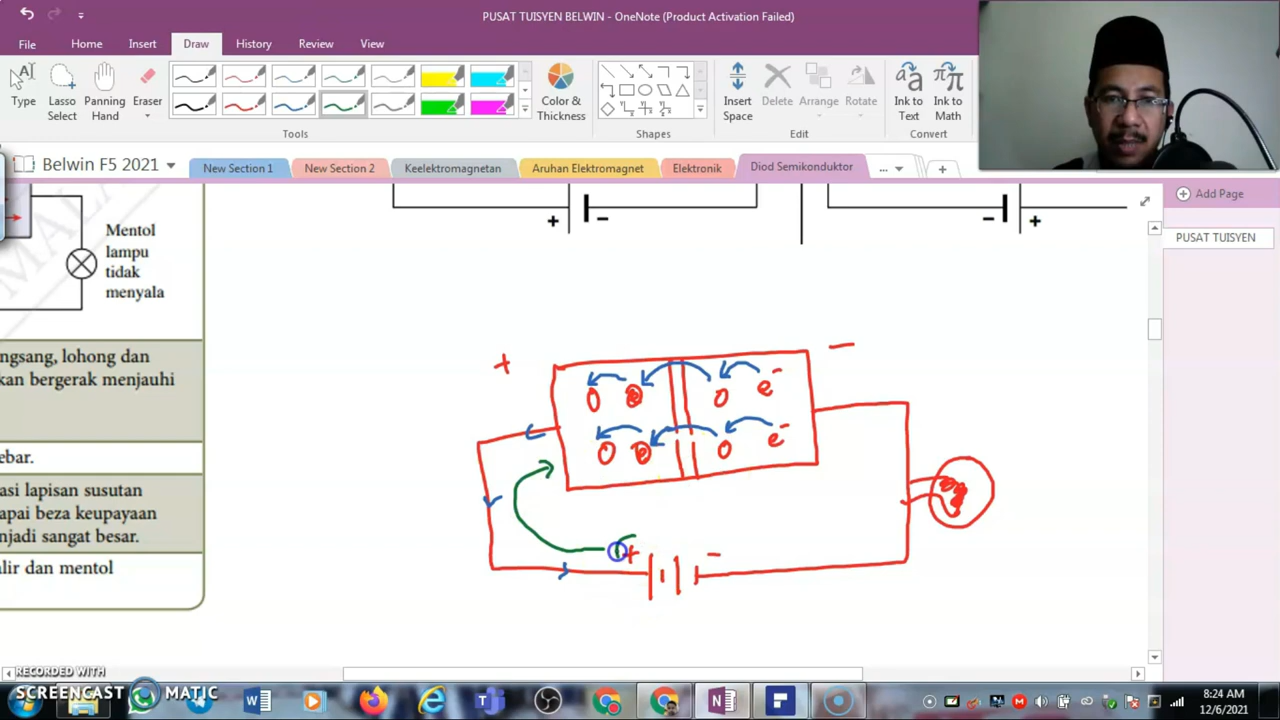 PUSAT TUISYEN BELWIN - OneNote (Product Activation Failed)
File Home Insert Draw History Review View
Type
Lasso Select
Panning Hand
Eraser
Tools
Color & Thickness
Shapes
Insert Space
Delete
Arrange
Rotate
Edit
Ink to Text
Ink to Math
Convert
Belwin F5 2021
New Section 1 New Section 2 Keelektromagnetan Aruhan Elektromagnet Elektronik Diod Semikonduktor ...
Add Page
PUSAT TUISYEN
+ - - +
Mentol
lampu
tidak
menyala
ngsang, lohong dan
kan bergerak menjauhi
ebar.
asi lapisan susutan
apai beza keupayaan
njadi sangat besar.
lir dan mentol
+ -
O O O e-
O O O e-
+ -
RECORDED WITH
SCREENCAST MATIC
8:24 AM
12/6/2021